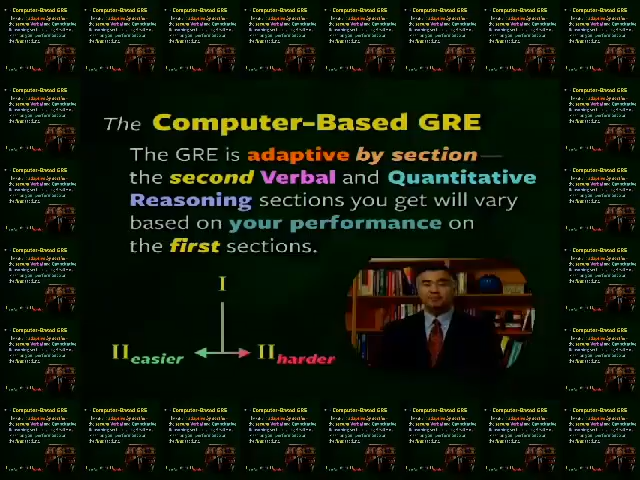 The Computer-Based GRE
The GRE is adaptive by section—
the second Verbal and Quantitative
Reasoning sections you get will vary
based on your performance on
the first sections.
I
II easier II harder